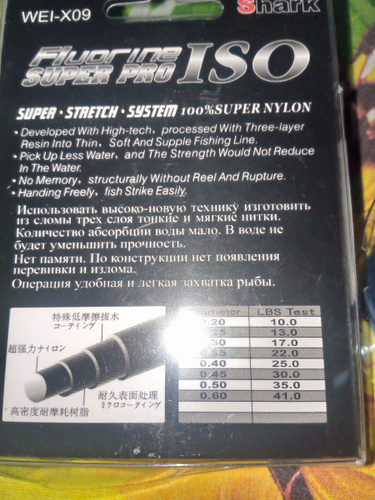 WEI-X09
Shark
Fluorine
SUPER PRO ISO
SUPER · STRETCH · SYSTEM 100% SUPER NYLON
· Developed With High-tech, processed With Three-layer
Resin Into Thin, Soft And Supple Fishing Line.
· Pick Up Less Water, and The Strength Would Not Reduce
In The Water.
· No Memory, structurally Without Reel And Rupture.
· Handing Freely, fish Strike Easily.
Использовать высоко-новую технику изготовить
из сломы трех слоя тонкие и мягкие нитки.
Количество абсорбции воды мало. В воде не
будет уменьшить прочность.
Нет памяти. По конструкции нет появления
перевивки и излома.
Операция удобная и легкая захватка рыбы.
特殊低摩擦拔水
コーティング
超强力ナイロン
耐久表面处理
ミクロコーティング
高密度耐摩耗树脂
LBS Test
0.20 10.0
13.0
.30 17.0
22.0
0.40 25.0
0.45 30.0
0.50 35.0
0.60 41.0